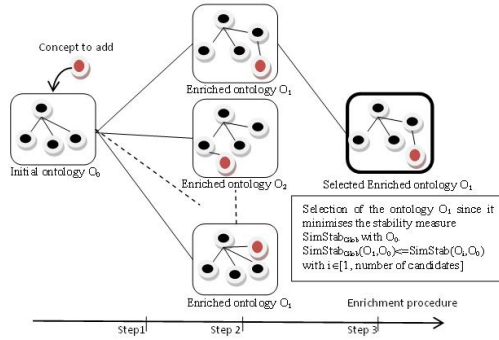 Concept to add
Initial ontology O0
Enriched ontology O1
Enriched ontology O2
Enriched ontology O1
Selected Enriched ontology O1
Selection of the ontology O1 since it
minimises the stability measure
SimStabGlob with O0.
SimStabGlob(O1,O0)<=SimStab(Oi,O0)
with i∈[1, number of candidates]
Enrichment procedure
Step1
Step 2
Step 3